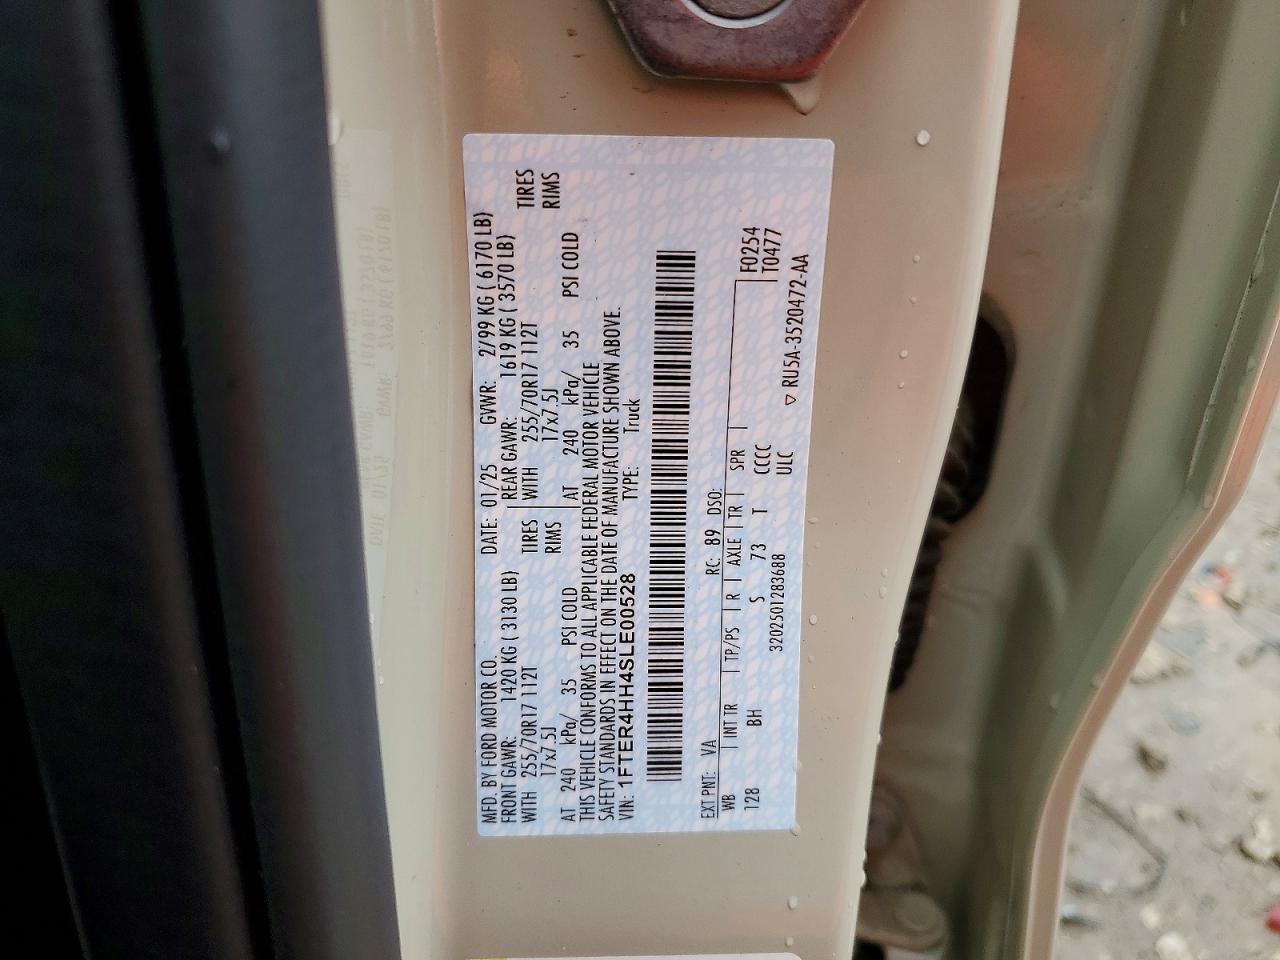 MFD. BY FORD MOTOR CO. DATE: 01/25 GVWR: 2799 KG ( 6170 LB)
FRONT GAWR: 1420 KG ( 3130 LB) REAR GAWR: 1619 KG ( 3570 LB)
WITH 255/70R17 112T TIRES WITH 255/70R17 112T TIRES
17x7.5J RIMS 17x7.5J RIMS
AT 240 kPa/ 35 PSI COLD AT 240 kPa/ 35 PSI COLD
THIS VEHICLE CONFORMS TO ALL APPLICABLE FEDERAL MOTOR VEHICLE
SAFETY STANDARDS IN EFFECT ON THE DATE OF MANUFACTURE SHOWN ABOVE.
VIN: 1FTER4HH4SLE00528 TYPE: Truck
EXT PNT: VA RC: 89 DSO:
WB INT TR TP/PS R AXLE TR SPR F0254
128 BH S 73 T CCCC T0477
3202501283688 ULC ▽ RU5A-3520472-AA